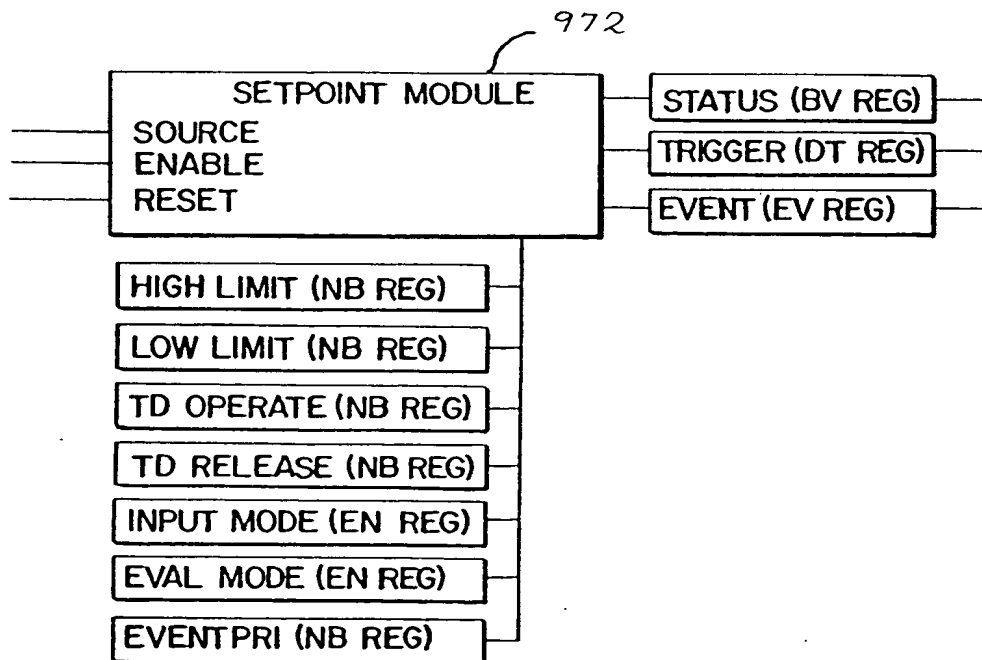 972
SETPOINT MODULE
SOURCE
ENABLE
RESET
STATUS (BV REG)
TRIGGER (DT REG)
EVENT (EV REG)
HIGH LIMIT (NB REG)
LOW LIMIT (NB REG)
TD OPERATE (NB REG)
TD RELEASE (NB REG)
INPUT MODE (EN REG)
EVAL MODE (EN REG)
EVENT PRI (NB REG)